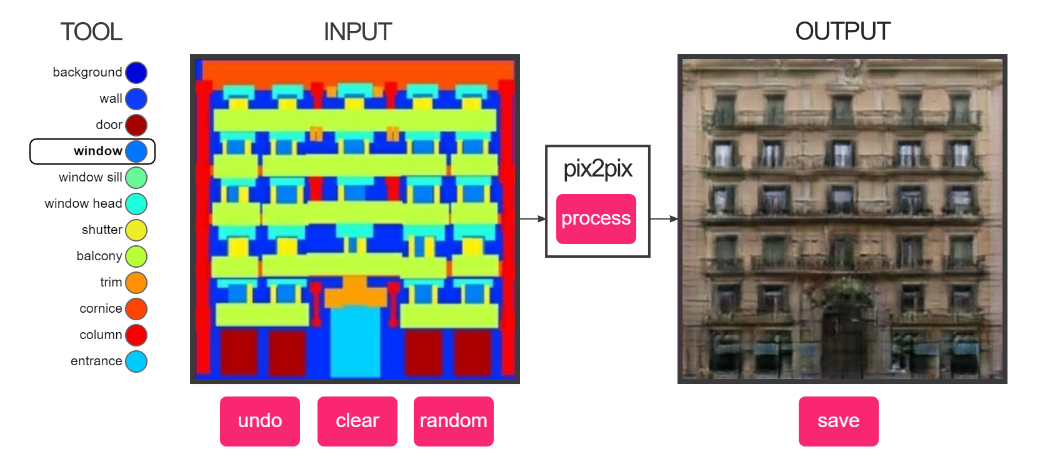 TOOL
background
wall
door
window
window sill
window head
shutter
balcony
trim
cornice
column
entrance
INPUT
undo
clear
random
pix2pix
process
OUTPUT
save